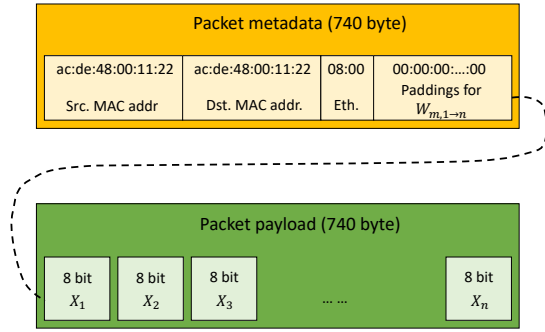 Packet metadata (740 byte)
ac:de:48:00:11:22 ac:de:48:00:11:22 08:00 00:00:00:...:00
Src. MAC addr Dst. MAC addr. Eth. Paddings for
W_{m,1→n}
Packet payload (740 byte)
8 bit 8 bit 8 bit 8 bit
X_1 X_2 X_3 ... ... X_n